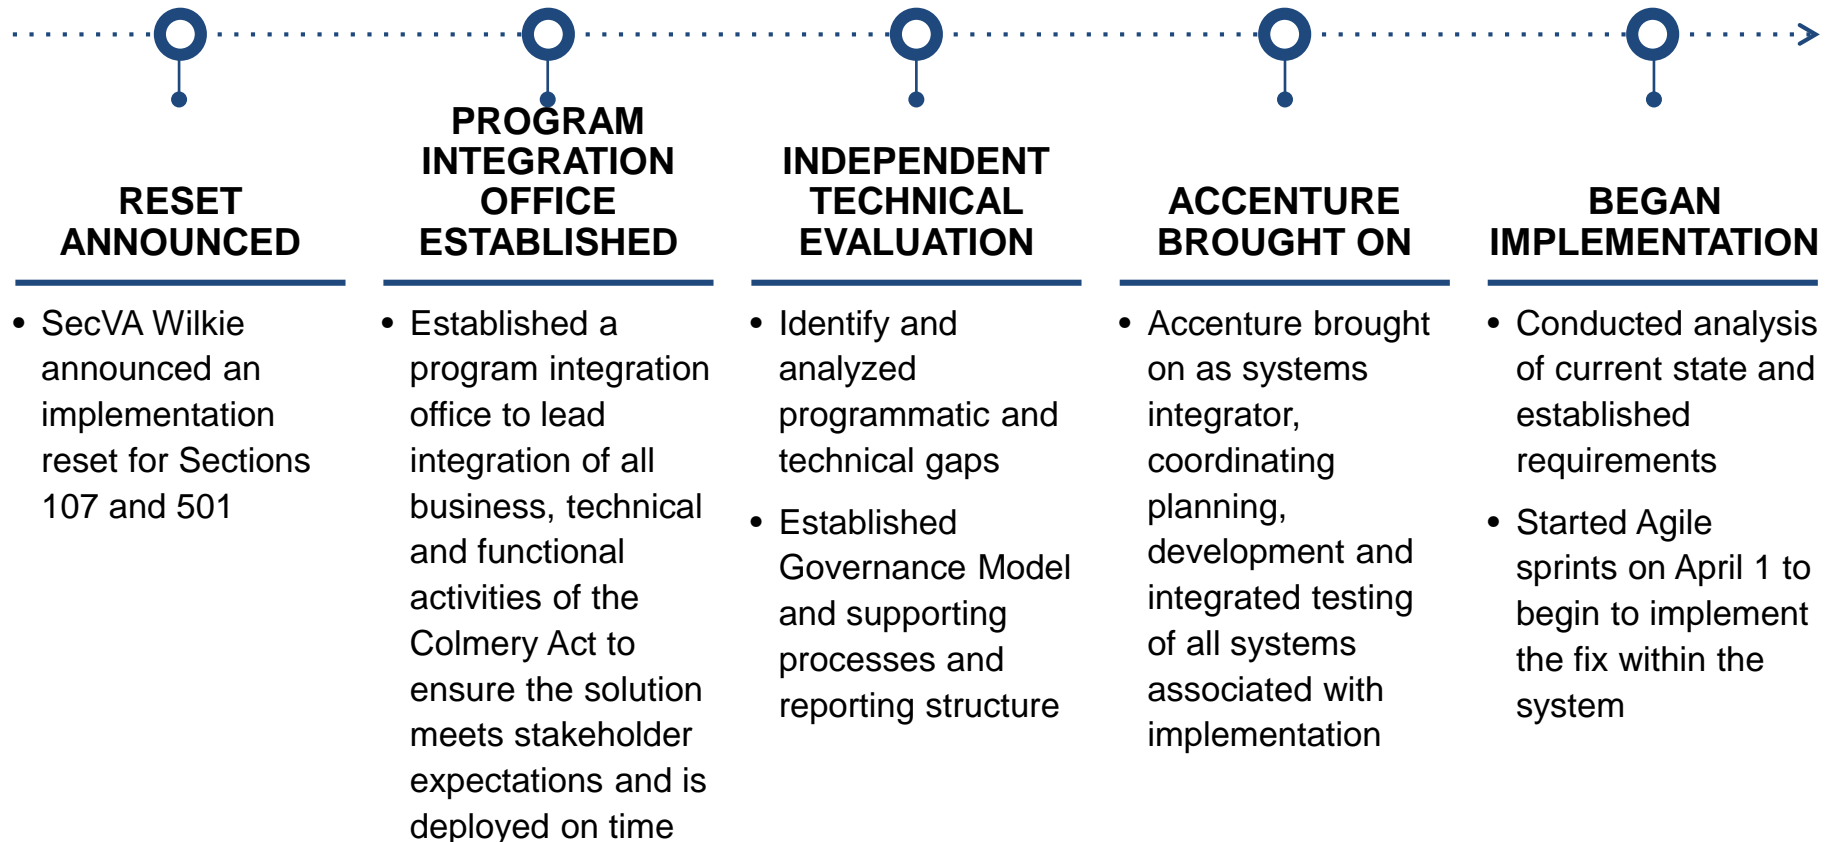 RESET
ANNOUNCED
• SecVA Wilkie
announced an
implementation
reset for Sections
107 and 501
PROGRAM
INTEGRATION
OFFICE
ESTABLISHED
• Established a
program integration
office to lead
integration of all
business, technical
and functional
activities of the
Colmery Act to
ensure the solution
meets stakeholder
expectations and is
deployed on time
INDEPENDENT
TECHNICAL
EVALUATION
• Identify and
analyzed
programmatic and
technical gaps
• Established
Governance Model
and supporting
processes and
reporting structure
ACCENTURE
BROUGHT ON
• Accenture brought
on as systems
integrator,
coordinating
planning,
development and
integrated testing
of all systems
associated with
implementation
BEGAN
IMPLEMENTATION
• Conducted analysis
of current state and
established
requirements
• Started Agile
sprints on April 1 to
begin to implement
the fix within the
system